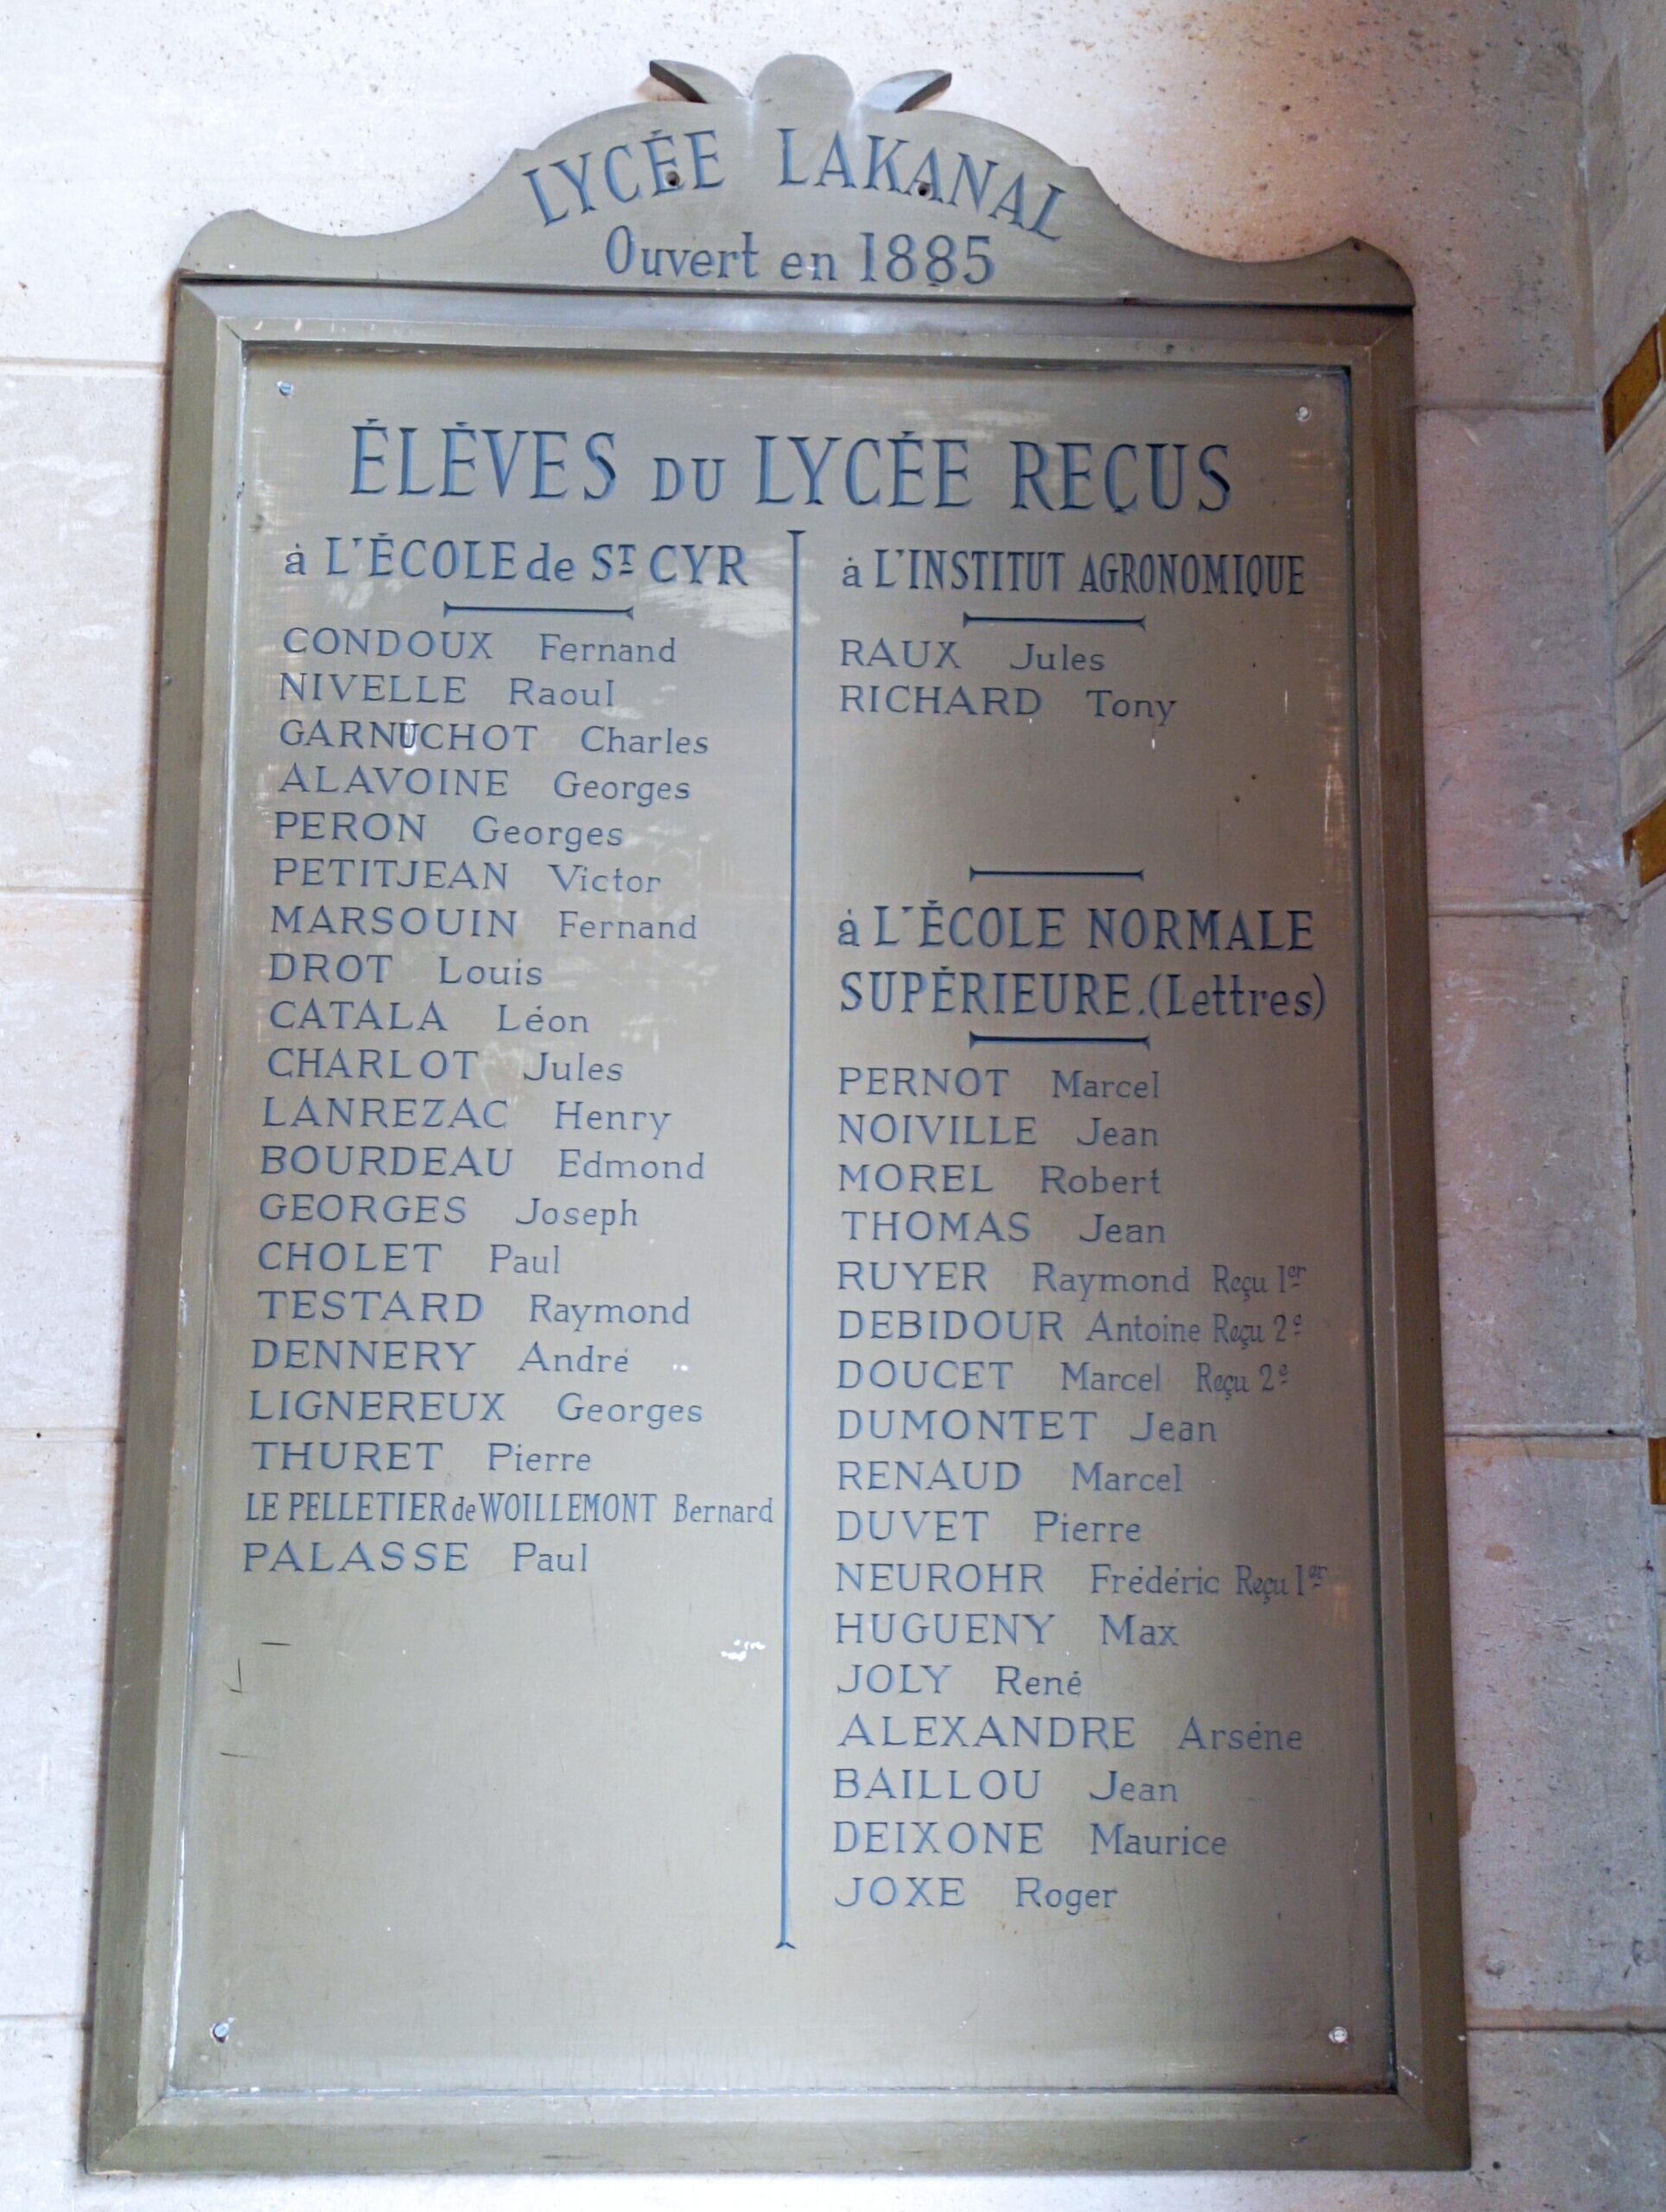 LYCÉE LAKANAL
Ouvert en 1885
ÉLÈVES DU LYCÉE REÇUS
à L'ÉCOLE de ST CYR
CONDOUX Fernand
NIVELLE Raoul
GARNUCHOT Charles
ALAVOINE Georges
PERON Georges
PETITJEAN Victor
MARSOUIN Fernand
DROT Louis
CATALA Léon
CHARLOT Jules
LANREZAC Henry
BOURDEAU Edmond
GEORGES Joseph
CHOLET Paul
TESTARD Raymond
DENNERY André
LIGNEREUX Georges
THURET Pierre
LE PELLETIER de WOILLEMONT Bernard
PALASSE Paul
à L'INSTITUT AGRONOMIQUE
RAUX Jules
RICHARD Tony
à L'ÉCOLE NORMALE
SUPÉRIEURE.(Lettres)
PERNOT Marcel
NOIVILLE Jean
MOREL Robert
THOMAS Jean
RUYER Raymond Reçu 1er
DEBIDOUR Antoine Reçu 2e
DOUCET Marcel Reçu 2e
DUMONTET Jean
RENAUD Marcel
DUVET Pierre
NEUROHR Frédéric Reçu 1er
HUGUENY Max
JOLY René
ALEXANDRE Arsène
BAILLOU Jean
DEIXONE Maurice
JOXE Roger